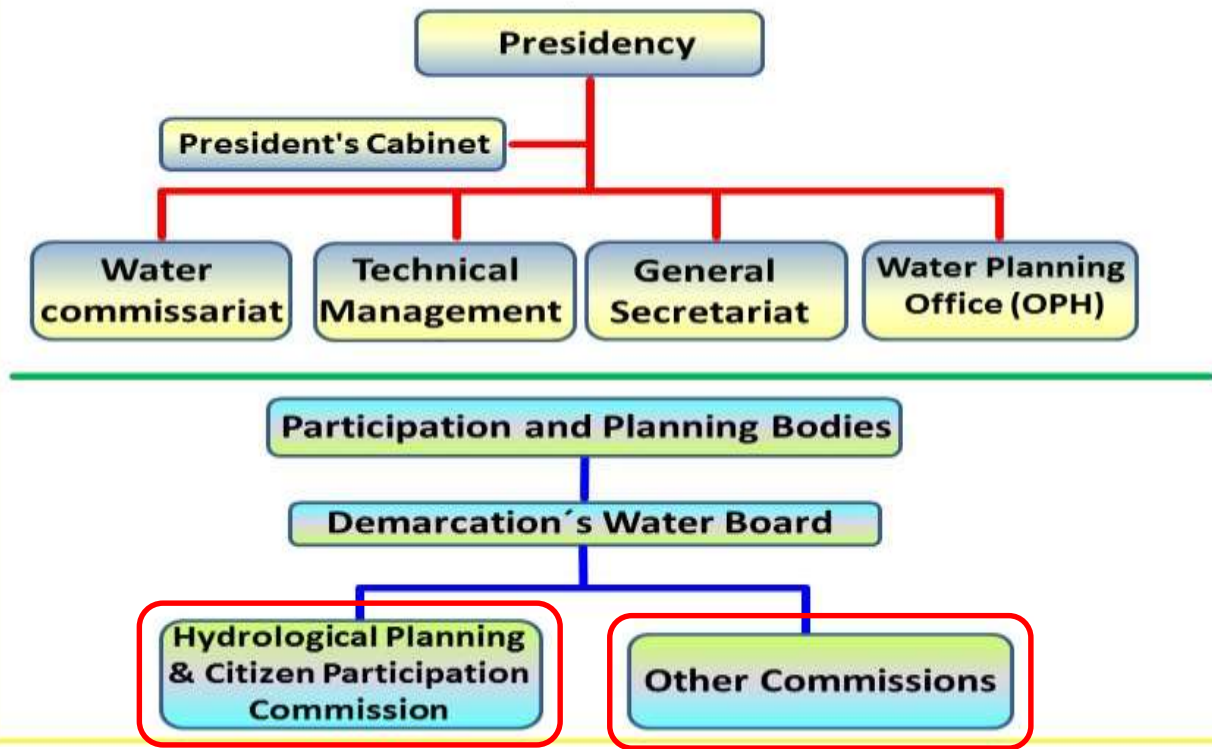 Presidency
President's Cabinet
Water
commissariat
Technical
Management
General
Secretariat
Water Planning
Office (OPH)
Participation and Planning Bodies
Demarcation´s Water Board
Hydrological Planning
& Citizen Participation
Commission
Other Commissions